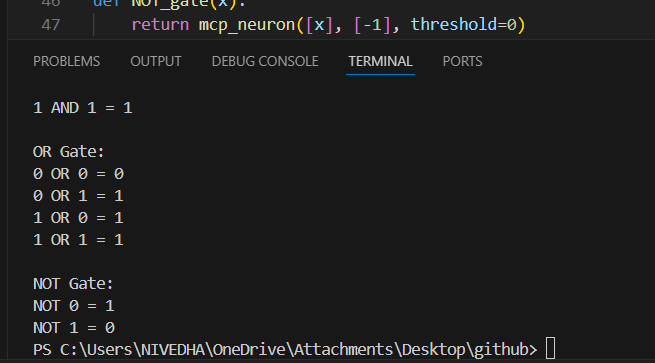 46 def NOT_gate(x):
47 return mcp_neuron([x], [-1], threshold=0)
PROBLEMS OUTPUT DEBUG CONSOLE TERMINAL PORTS
1 AND 1 = 1
OR Gate:
0 OR 0 = 0
0 OR 1 = 1
1 OR 0 = 1
1 OR 1 = 1
NOT Gate:
NOT 0 = 1
NOT 1 = 0
PS C:\Users\NIVEDHA\OneDrive\Attachments\Desktop\github>